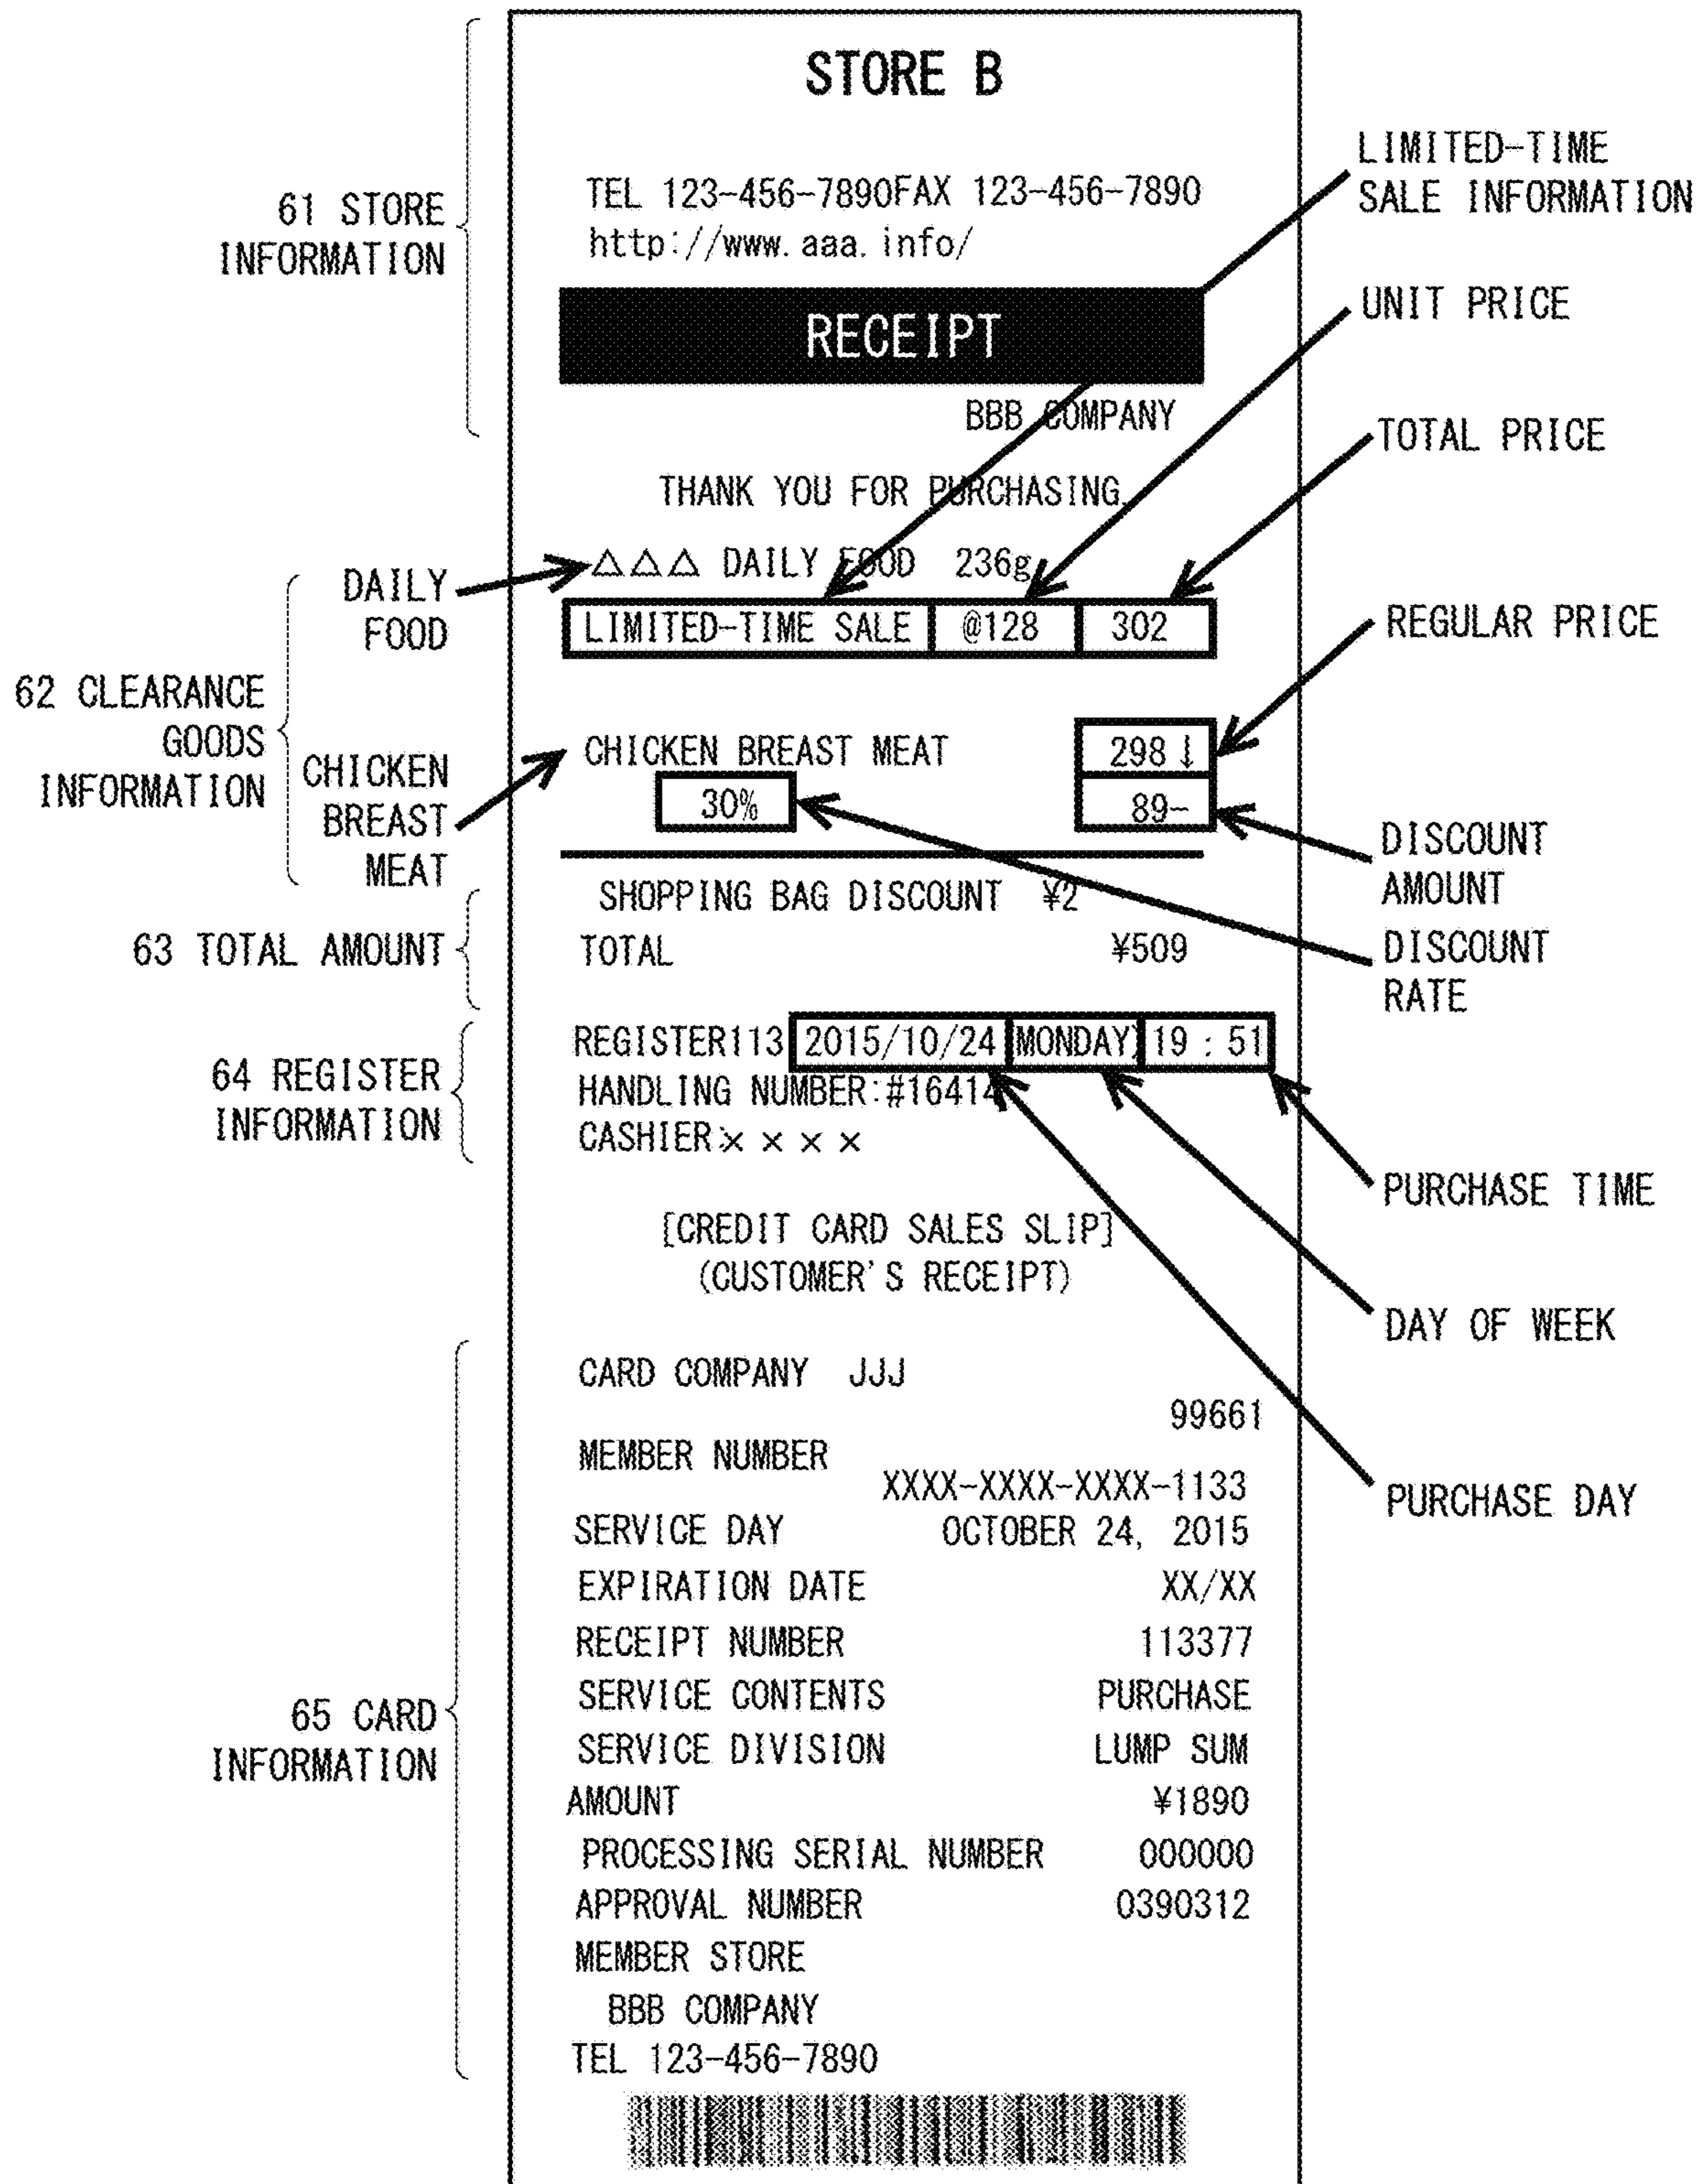 STORE B
TEL 123-456-7890FAX 123-456-7890
http://www.aaa.info/
RECEIPT
BBB COMPANY
THANK YOU FOR PURCHASING.
△△△ DAILY FOOD 236g
LIMITED-TIME SALE @128 302
CHICKEN BREAST MEAT 298↓
30% 89-
SHOPPING BAG DISCOUNT ¥2
TOTAL ¥509
REGISTER113 2015/10/24 MONDAY) 19:51
HANDLING NUMBER:#16414
CASHIER:××××
[CREDIT CARD SALES SLIP]
(CUSTOMER'S RECEIPT)
CARD COMPANY JJJ
99661
MEMBER NUMBER
XXXX-XXXX-XXXX-1133
SERVICE DAY OCTOBER 24, 2015
EXPIRATION DATE XX/XX
RECEIPT NUMBER 113377
SERVICE CONTENTS PURCHASE
SERVICE DIVISION LUMP SUM
AMOUNT ¥1890
PROCESSING SERIAL NUMBER 000000
APPROVAL NUMBER 0390312
MEMBER STORE
BBB COMPANY
TEL 123-456-7890
61 STORE
INFORMATION
62 CLEARANCE
GOODS
INFORMATION
DAILY
FOOD
CHICKEN
BREAST
MEAT
63 TOTAL AMOUNT
64 REGISTER
INFORMATION
65 CARD
INFORMATION
LIMITED-TIME
SALE INFORMATION
UNIT PRICE
TOTAL PRICE
REGULAR PRICE
DISCOUNT
AMOUNT
DISCOUNT
RATE
PURCHASE TIME
DAY OF WEEK
PURCHASE DAY